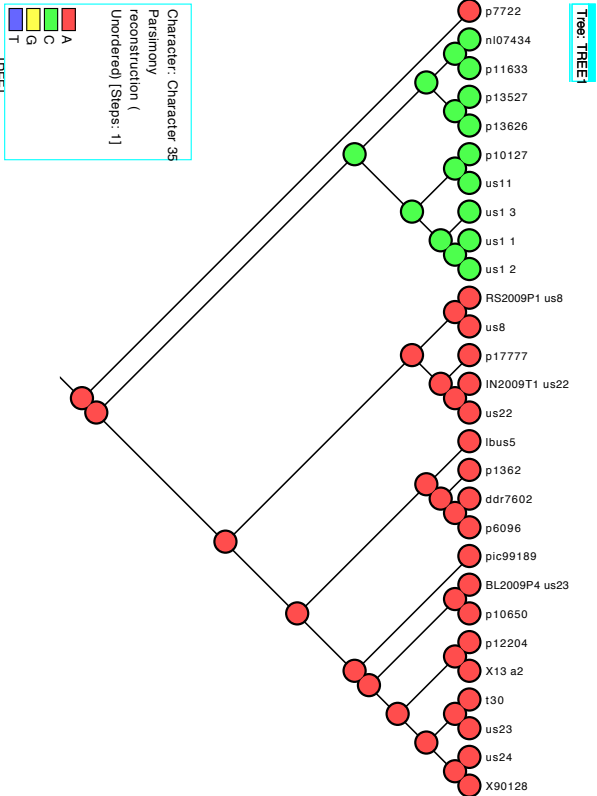 Tree: TREE1
Character: Character 35
Parsimony
reconstruction (
Unordered) [Steps: 1]
A
C
G
T
p7722
nl07434
p11633
p13527
p13626
p10127
us11
us1 3
us1 1
us1 2
RS2009P1 us8
us8
p17777
IN2009T1 us22
us22
lbus5
p1362
ddr7602
p6096
pic99189
BL2009P4 us23
p10650
p12204
X13 a2
t30
us23
us24
X90128